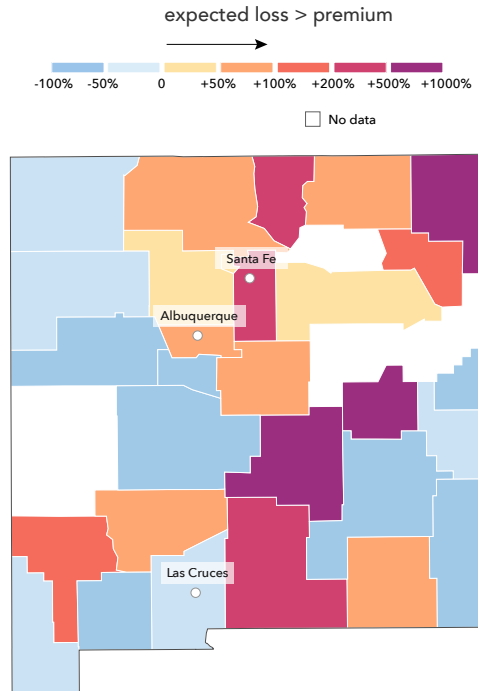 expected loss > premium
-100% -50% 0 +50% +100% +200% +500% +1000%
No data
Santa Fe
Albuquerque
Las Cruces